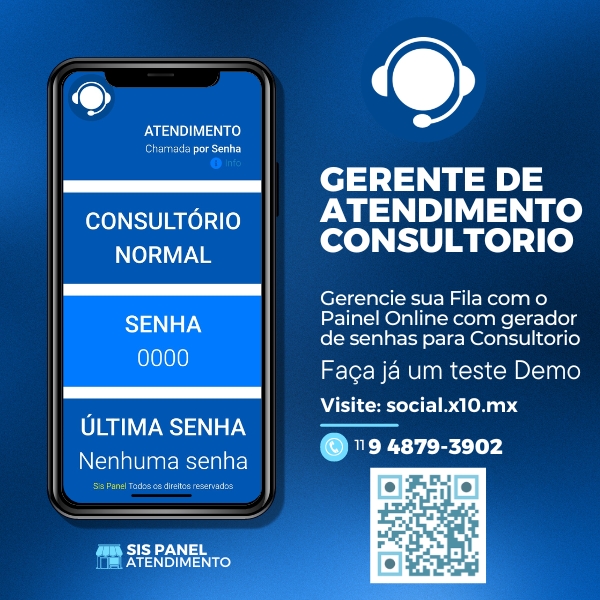 ATENDIMENTO
Chamada por Senha
i Info
CONSULTÓRIO
NORMAL
SENHA
0000
ÚLTIMA SENHA
Nenhuma senha
Sis Panel Todos os direitos reservados
SIS PANEL
ATENDIMENTO
GERENTE DE
ATENDIMENTO
CONSULTORIO
Gerencie sua Fila com o
Painel Online com gerador
de senhas para Consultorio
Faça já um teste Demo
Visite: social.x10.mx
11 9 4879-3902